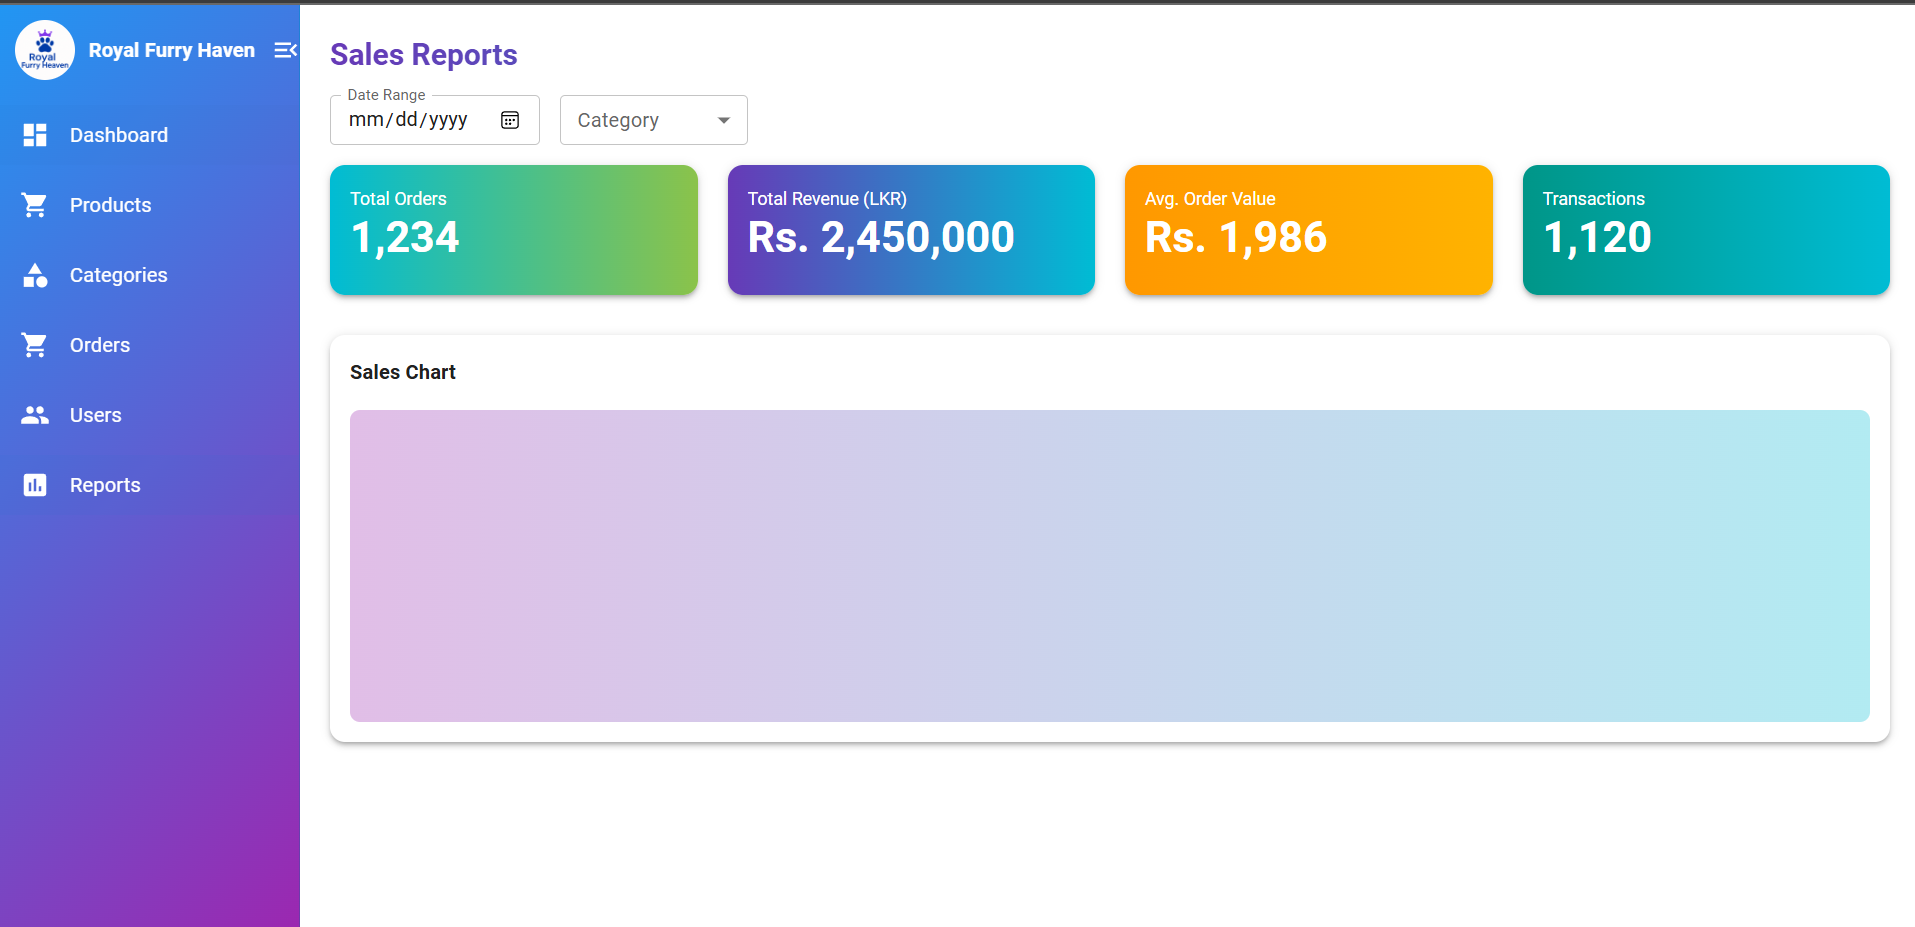 Royal
Furry Heaven
Royal Furry Haven
Dashboard
Products
Categories
Orders
Users
Reports
Sales Reports
Date Range
mm/dd/yyyy
Category
Total Orders
1,234
Total Revenue (LKR)
Rs. 2,450,000
Avg. Order Value
Rs. 1,986
Transactions
1,120
Sales Chart